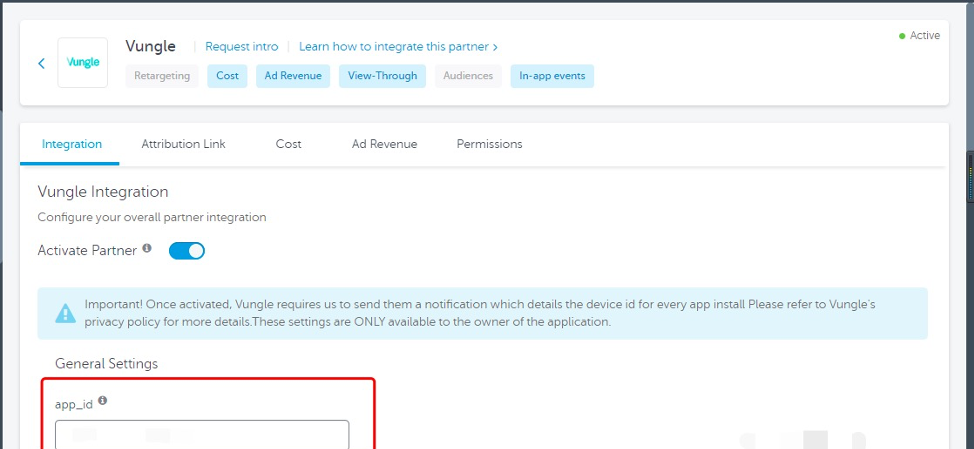 Vungle
Vungle Request intro Learn how to integrate this partner >
Active
Retargeting Cost Ad Revenue View-Through Audiences In-app events
Integration Attribution Link Cost Ad Revenue Permissions
Vungle Integration
Configure your overall partner integration
Activate Partner
Important! Once activated, Vungle requires us to send them a notification which details the device id for every app install Please refer to Vungle's
privacy policy for more details.These settings are ONLY available to the owner of the application.
General Settings
app_id